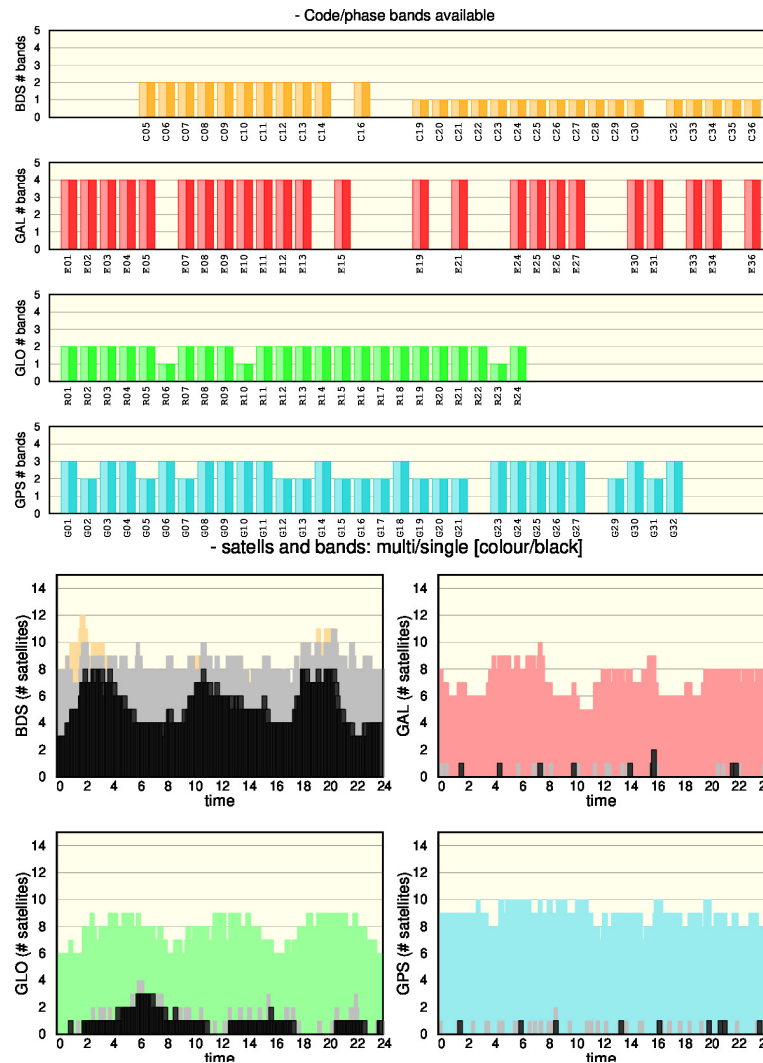 - Code/phase bands available
BDS # bands
5
4
3
2
1
0
C05 C06 C07 C08 C09 C10 C11 C12 C13 C14 C16 C19 C20 C21 C22 C23 C24 C25 C26 C27 C28 C29 C30 C32 C33 C34 C35 C36
GAL # bands
5
4
3
2
1
0
E01 E02 E03 E04 E05 E07 E08 E09 E10 E11 E12 E13 E15 E19 E21 E24 E25 E26 E27 E30 E31 E33 E34 E36
GLO # bands
5
4
3
2
1
0
R01 R02 R03 R04 R05 R06 R07 R08 R09 R10 R11 R12 R13 R14 R15 R16 R17 R18 R19 R20 R21 R22 R23 R24
GPS # bands
5
4
3
2
1
0
G01 G02 G03 G04 G05 G06 G07 G08 G09 G10 G11 G12 G13 G14 G15 G16 G17 G18 G19 G20 G21 G23 G24 G25 G26 G27 G29 G30 G31 G32
- satells and bands: multi/single [colour/black]
BDS (# satellites)
14
12
10
8
6
4
2
0
0 2 4 6 8 10 12 14 16 18 20 22 24
time
GAL (# satellites)
14
12
10
8
6
4
2
0
0 2 4 6 8 10 12 14 16 18 20 22 2
time
GLO (# satellites)
14
12
10
8
6
4
2
0
0 2 4 6 8 10 12 14 16 18 20 22 24
time
GPS (# satellites)
14
12
10
8
6
4
2
0
0 2 4 6 8 10 12 14 16 18 20 22 2
time